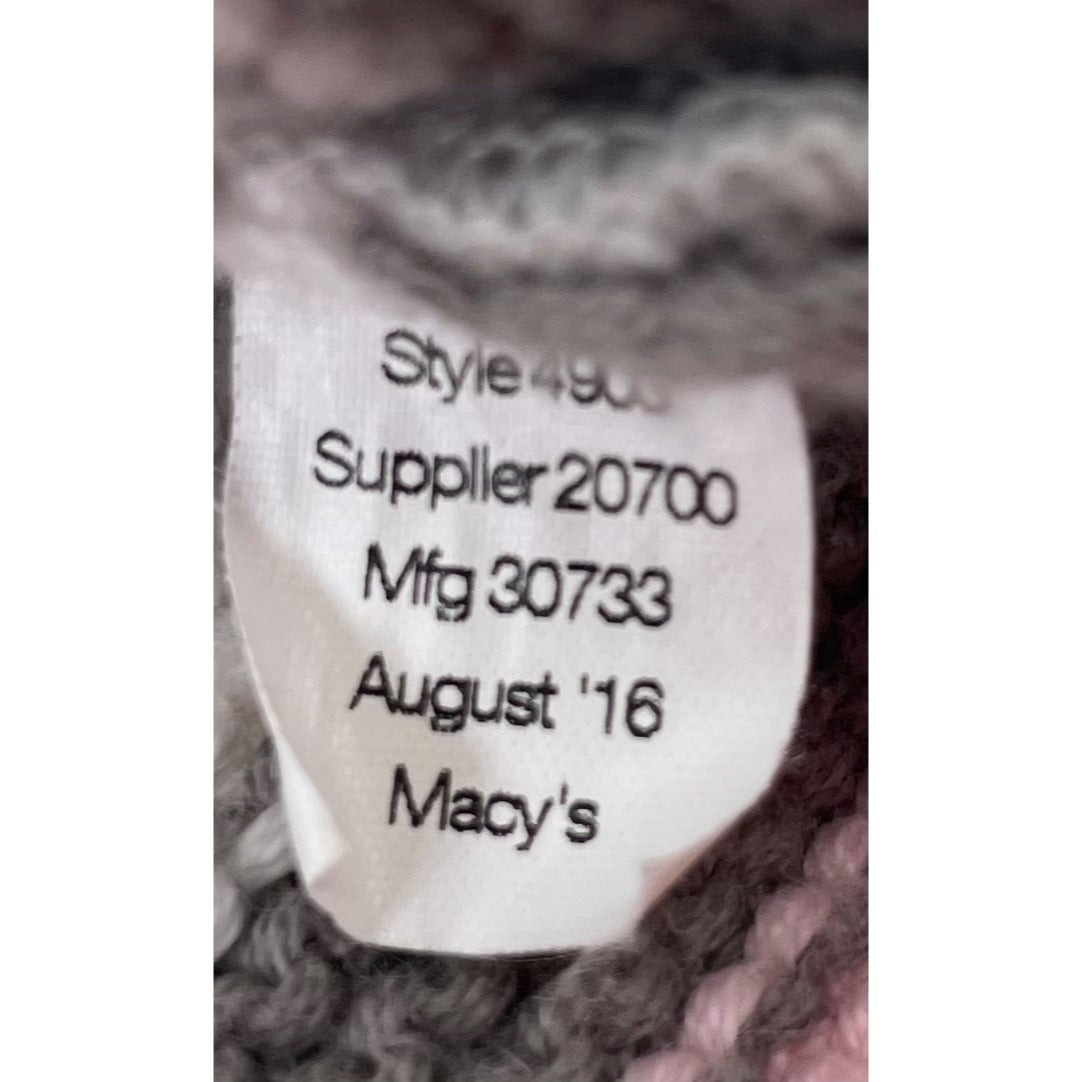 Style
Supplier 20700
Mfg 30733
August '16
Macy's